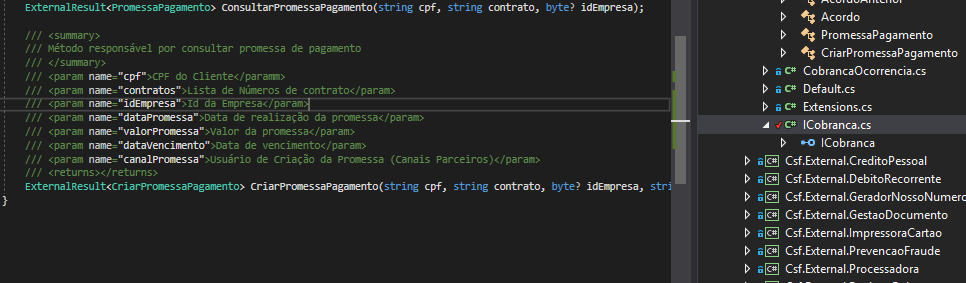 ExternalResult<PromessaPagamento> ConsultarPromessaPagamento(string cpf, string contrato, byte? idEmpresa);
/// <summary>
/// Método responsável por consultar promessa de pagamento
/// </summary>
/// <param name="cpf">CPF do Cliente</paramm>
/// <param name="contratos">Lista de Números de contrato</param>
/// <param name="idEmpresa">Id da Empresa</param>
/// <param name="dataPromessa">Data de realização da promessa</param>
/// <param name="valorPromessa">Valor da promessa</param>
/// <param name="dataVencimento">Data de vencimento</param>
/// <param name="canalPromessa">Usuário de Criação da Promessa (Canais Parceiros)</param>
/// <returns></returns>
ExternalResult<CriarPromessaPagamento> CriarPromessaPagamento(string cpf, string contrato, byte? idEmpresa, stri
}
Acordo
PromessaPagamento
CriarPromessaPagamento
C# CobrancaOcorrencia.cs
C# Default.cs
C# Extensions.cs
C# ICobranca.cs
ICobranca
C# Csf.External.CreditoPessoal
C# Csf.External.DebitoRecorrente
C# Csf.External.GeradorNossoNumero
C# Csf.External.GestaoDocumento
C# Csf.External.ImpressoraCartao
C# Csf.External.PrevencaoFraude
C# Csf.External.Processadora